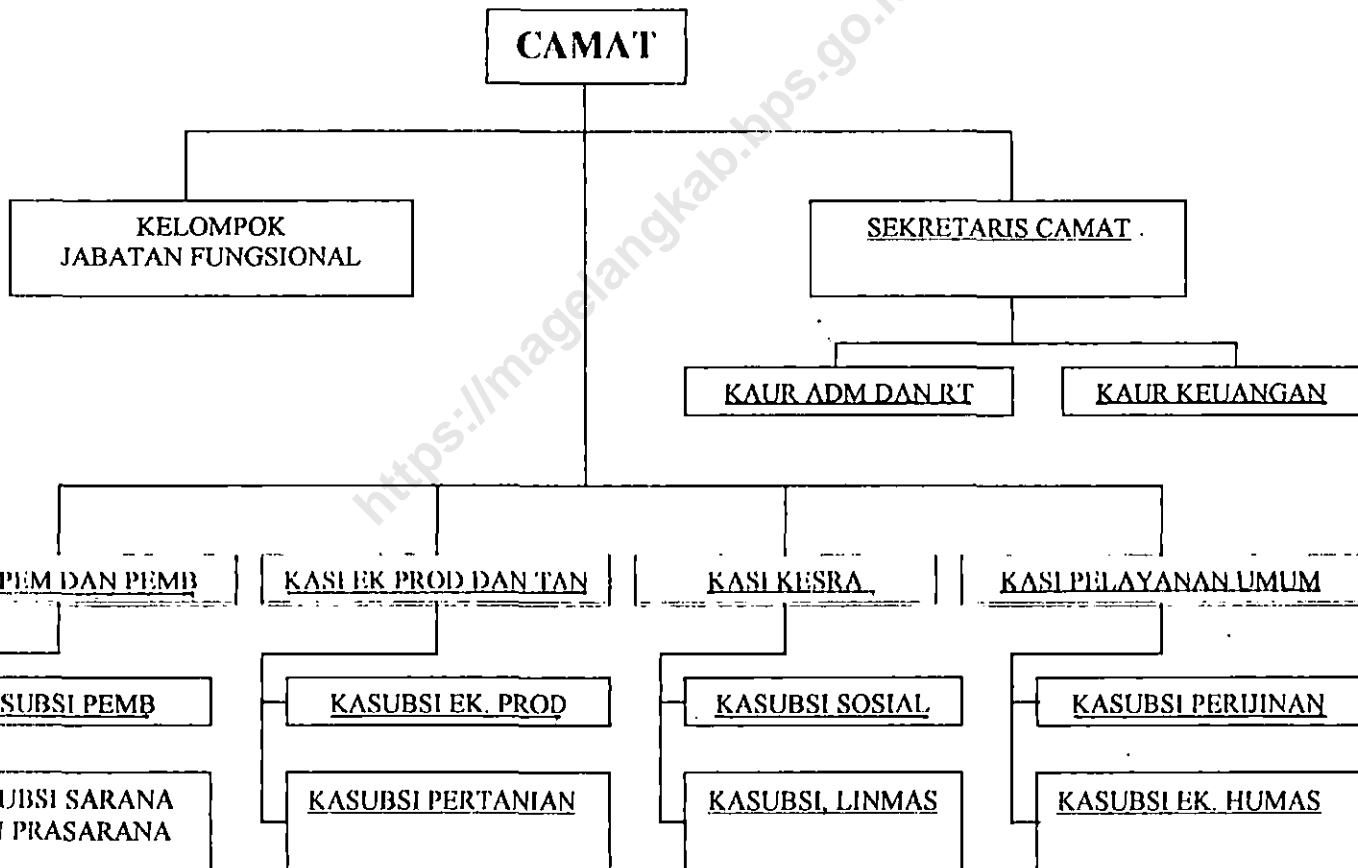 CAMAT
KELOMPOK
JABATAN FUNGSIONAL
SEKRETARIS CAMAT
KAUR ADM DAN RT
KAUR KEUANGAN
PEM DAN PEMB
KASI EK PROD DAN TAN
KASI KESRA
KASI PELAYANAN UMUM
SUBSI PEMB
KASUBSI EK. PROD
KASUBSI SOSIAL
KASUBSI PERIJINAN
UBSI SARANA
PRASARANA
KASUBSI PERTANIAN
KASUBSI, LINMAS
KASUBSI EK. HUMAS
https://magelangkab.bps.go.